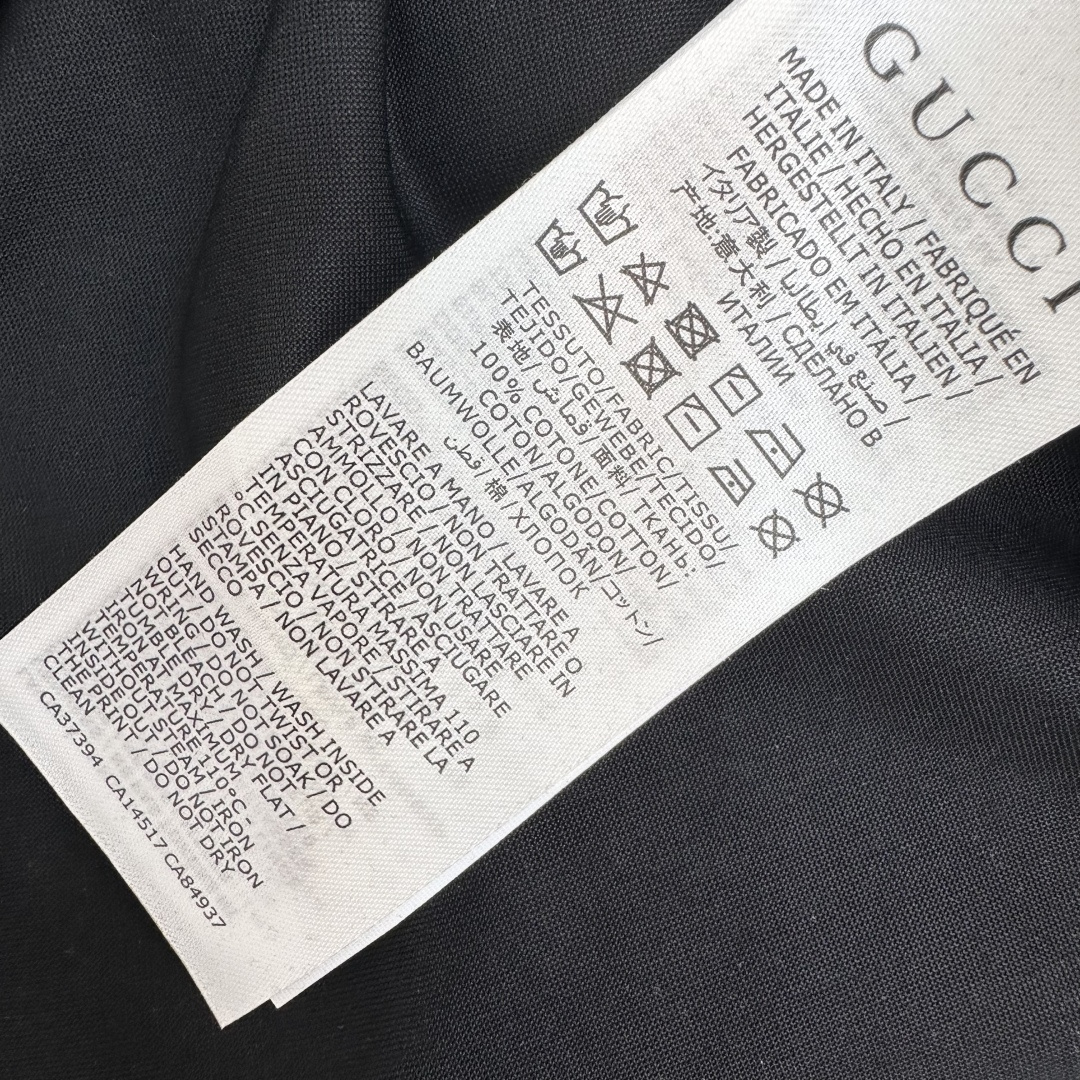 GUCCI
MADE IN ITALY / FABRIQUÉ EN
ITALIE / HECHO EN ITALIA /
HERGESTELLT IN ITALIEN /
FABRICADO EM ITÁLIA /
イタリア製 / صنع في ايطاليا /
产地:意大利 / СДЕЛАНО В
ИТАЛИИ
TESSUTO/FABRIC/TISSU/
TEJIDO/GEWEBE/TECIDO/
表地/ قماش/ 面料/ ТКАНЬ:
100% COTONE/COTTON/
COTON/ALGODON/
BAUMWOLLE/ALGODÁN/コットン/
قطن/ 棉/ ХЛОПОК
LAVARE A MANO / LAVARE A
ROVESCIO / NON TRATTARE O
STRIZZARE / NON LASCIARE IN
AMMOLLO / NON TRATTARE
CON CLORO / NON USARE
ASCIUGATRICE / ASCIUGARE
IN PIANO / STIRARE A
TEMPERATURA MASSIMA 110
°C SENZA VAPORE / STIRARE A
ROVESCIO / NON STIRARE LA
STAMPA / NON LAVARE A
SECCO
HAND WASH / WASH INSIDE
OUT / DO NOT TWIST OR
WRING / DO NOT SOAK / DO
NOT BLEACH / DO NOT
TUMBLE DRY / DRY FLAT /
IRON AT MAXIMUM
TEMPERATURE 110°C -
WITHOUT STEAM / IRON
INSIDE OUT / DO NOT IRON
THE PRINT / DO NOT DRY
CLEAN
CA37394 CA14517 CA84937